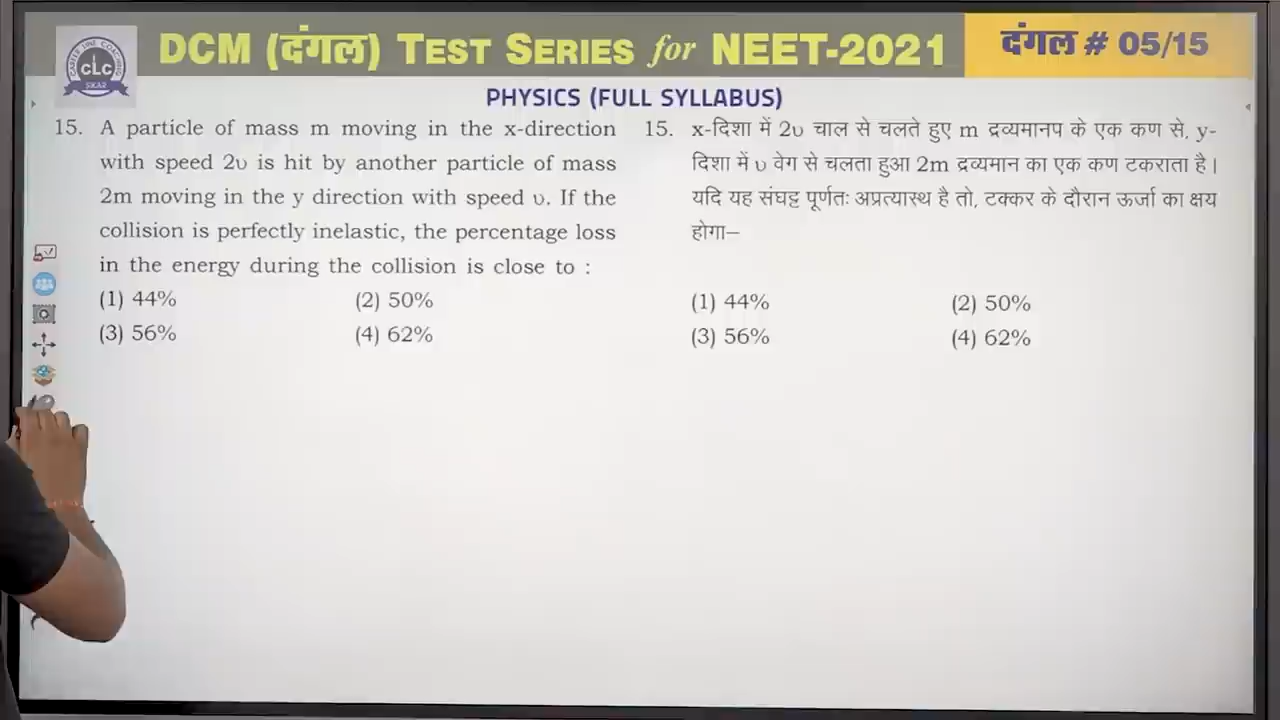 CLC
SIKAR
DCM (दंगल) TEST SERIES for NEET-2021
दंगल # 05/15
PHYSICS (FULL SYLLABUS)
15. A particle of mass m moving in the x-direction
with speed 2υ is hit by another particle of mass
2m moving in the y direction with speed υ. If the
collision is perfectly inelastic, the percentage loss
in the energy during the collision is close to :
(1) 44% (2) 50%
(3) 56% (4) 62%
15. x-दिशा में 2υ चाल से चलते हुए m द्रव्यमानप के एक कण से, y-
दिशा में υ वेग से चलता हुआ 2m द्रव्यमान का एक कण टकराता है।
यदि यह संघट्ट पूर्णतः अप्रत्यास्थ है तो, टक्कर के दौरान ऊर्जा का क्षय
होगा–
(1) 44% (2) 50%
(3) 56% (4) 62%